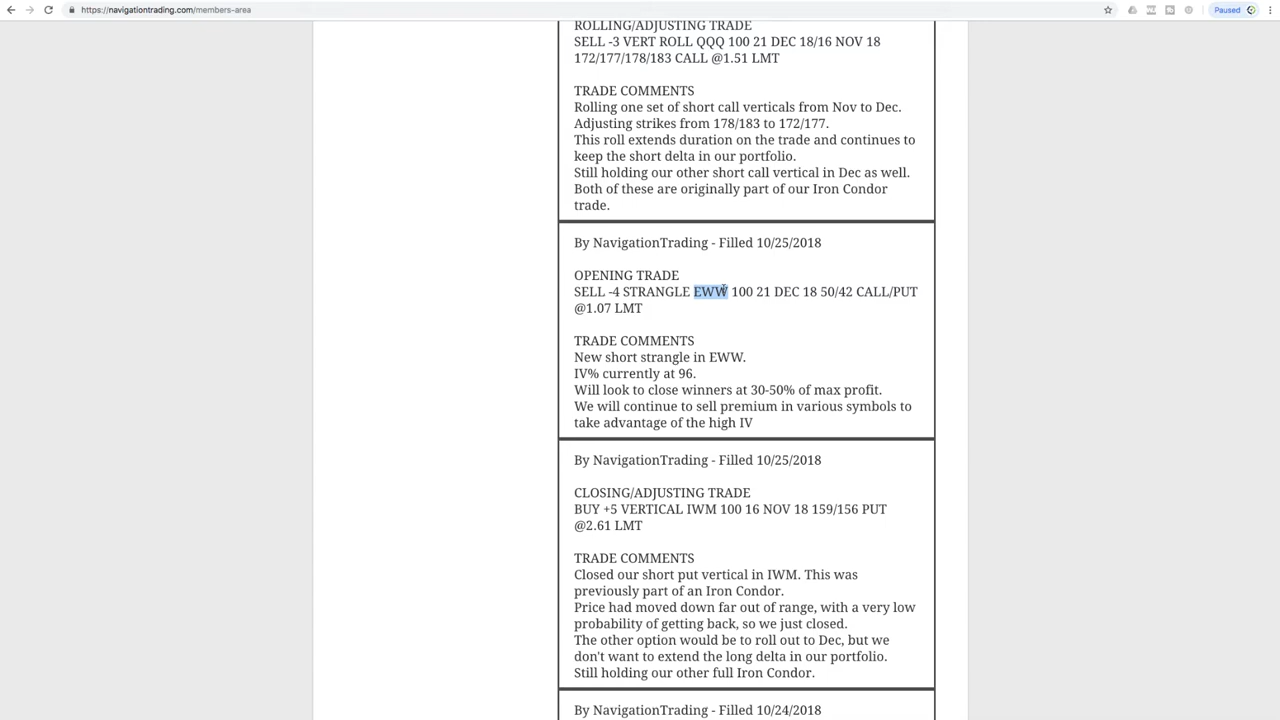 https://navigationtrading.com/members-area
Paused
ROLLING/ADJUSTING TRADE
SELL -3 VERT ROLL QQQ 100 21 DEC 18/16 NOV 18
172/177/178/183 CALL @1.51 LMT
TRADE COMMENTS
Rolling one set of short call verticals from Nov to Dec.
Adjusting strikes from 178/183 to 172/177.
This roll extends duration on the trade and continues to
keep the short delta in our portfolio.
Still holding our other short call vertical in Dec as well.
Both of these are originally part of our Iron Condor
trade.
By NavigationTrading - Filled 10/25/2018
OPENING TRADE
SELL -4 STRANGLE EWW 100 21 DEC 18 50/42 CALL/PUT
@1.07 LMT
TRADE COMMENTS
New short strangle in EWW.
IV% currently at 96.
Will look to close winners at 30-50% of max profit.
We will continue to sell premium in various symbols to
take advantage of the high IV
By NavigationTrading - Filled 10/25/2018
CLOSING/ADJUSTING TRADE
BUY +5 VERTICAL IWM 100 16 NOV 18 159/156 PUT
@2.61 LMT
TRADE COMMENTS
Closed our short put vertical in IWM. This was
previously part of an Iron Condor.
Price had moved down far out of range, with a very low
probability of getting back, so we just closed.
The other option would be to roll out to Dec, but we
don't want to extend the long delta in our portfolio.
Still holding our other full Iron Condor.
By NavigationTrading - Filled 10/24/2018